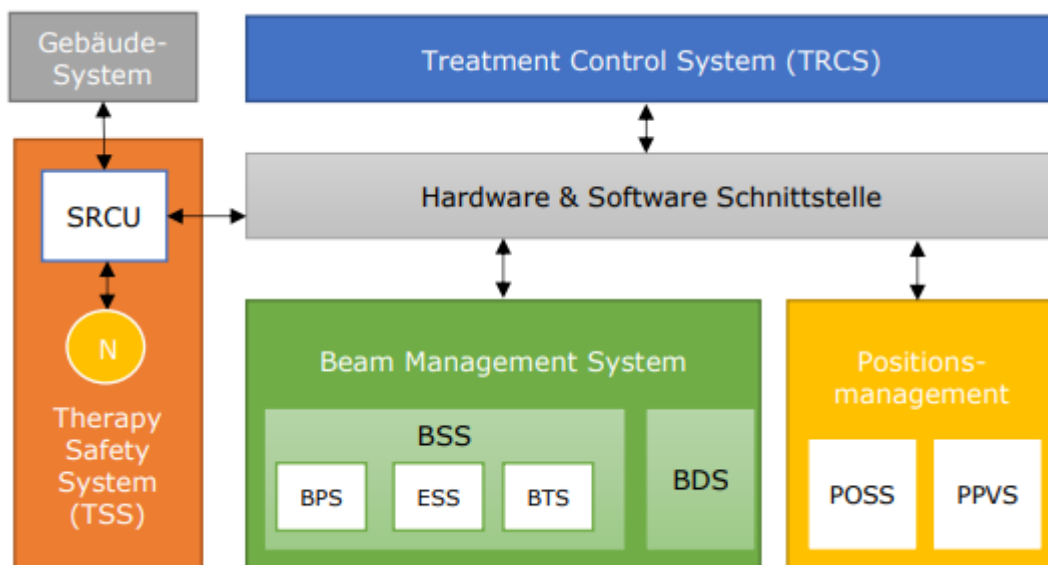 Gebäude-
System
Treatment Control System (TRCS)
SRCU
Hardware & Software Schnittstelle
N
Therapy
Safety
System
(TSS)
Beam Management System
BSS
BPS
ESS
BTS
BDS
Positions-
management
POSS
PPVS